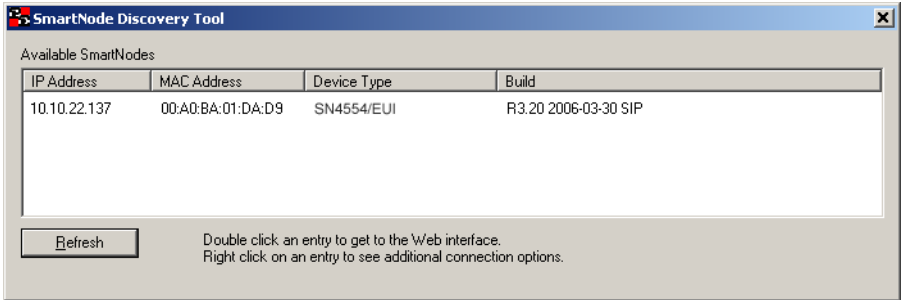 SmartNode Discovery Tool
Available SmartNodes
IP Address MAC Address Device Type Build
10.10.22.137 00:A0:BA:01:DA:D9 SN4554/EUI R3.20 2006-03-30 SIP
Refresh
Double click an entry to get to the Web interface.
Right click on an entry to see additional connection options.